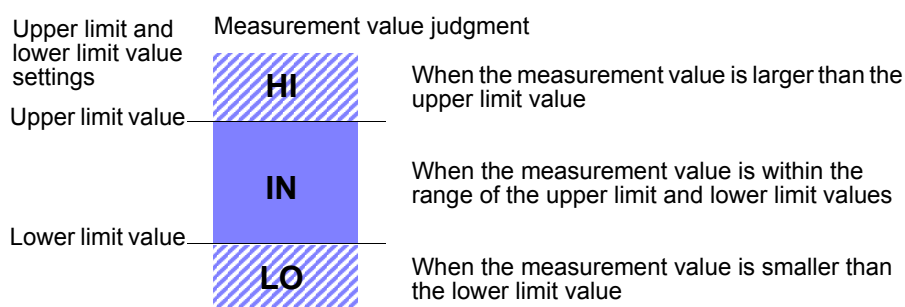 Upper limit and
lower limit value
settings
Measurement value judgment
HI
When the measurement value is larger than the
upper limit value
Upper limit value
IN
When the measurement value is within the
range of the upper limit and lower limit values
Lower limit value
LO
When the measurement value is smaller than
the lower limit value